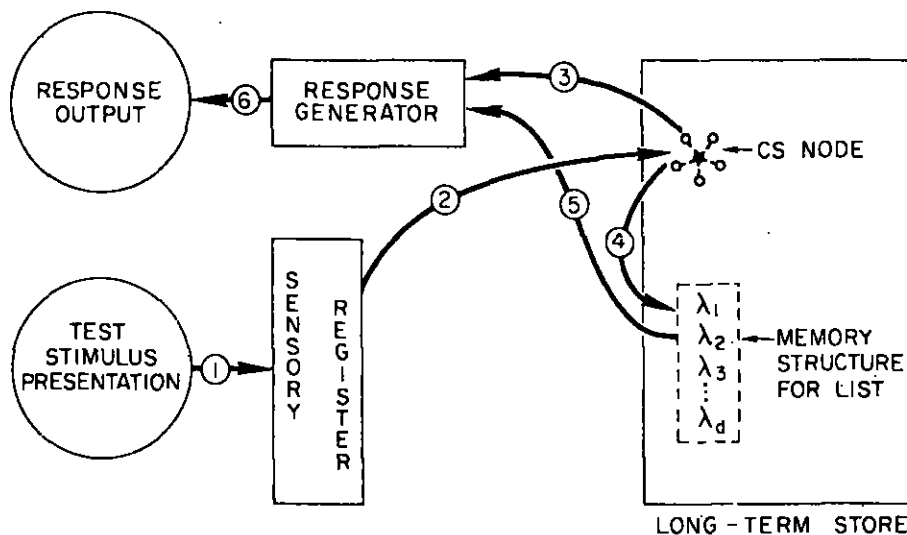 RESPONSE
OUTPUT
6
RESPONSE
GENERATOR
3
CS NODE
2
5
4
TEST
STIMULUS
PRESENTATION
1
SENSORY
REGISTER
λ1
λ2
λ3
⋮
λd
MEMORY
STRUCTURE
FOR LIST
LONG-TERM STORE